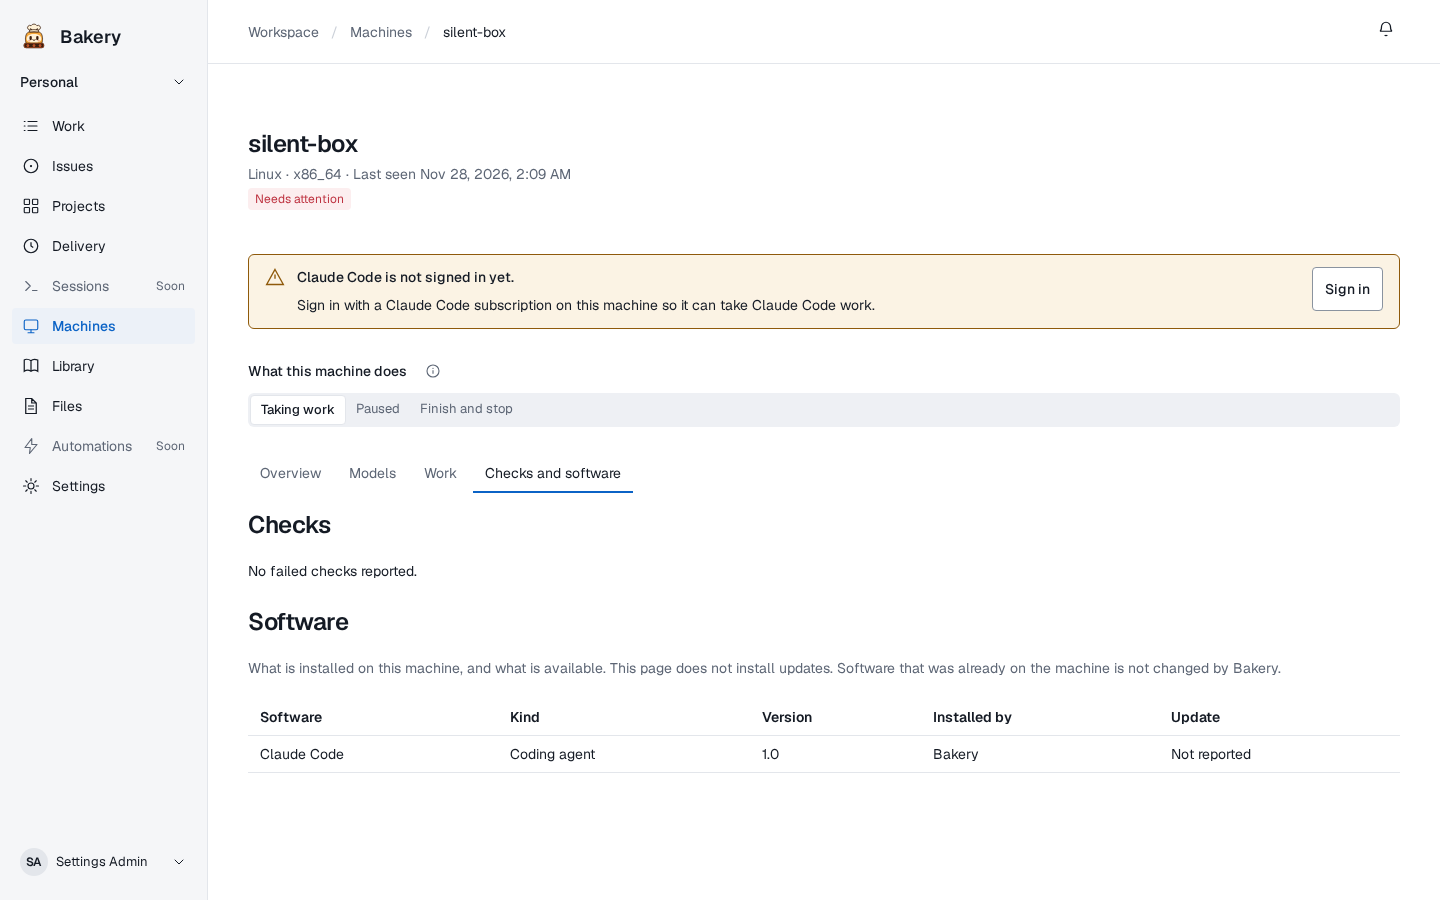 Bakery
Personal
Work
Issues
Projects
Delivery
Sessions Soon
Machines
Library
Files
Automations Soon
Settings
SA Settings Admin
Workspace / Machines / silent-box
silent-box
Linux · x86_64 · Last seen Nov 28, 2026, 2:09 AM
Needs attention
Claude Code is not signed in yet.
Sign in with a Claude Code subscription on this machine so it can take Claude Code work.
Sign in
What this machine does
Taking work Paused Finish and stop
Overview Models Work Checks and software
Checks
No failed checks reported.
Software
What is installed on this machine, and what is available. This page does not install updates. Software that was already on the machine is not changed by Bakery.
Software Kind Version Installed by Update
Claude Code Coding agent 1.0 Bakery Not reported